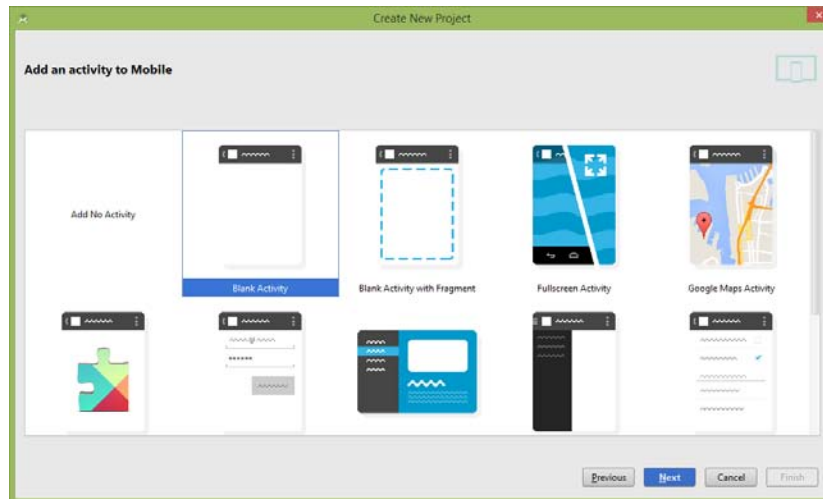 Create New Project
Add an activity to Mobile
Add No Activity
Blank Activity
Blank Activity with Fragment
Fullscreen Activity
Google Maps Activity
Previous
Next
Cancel
Finish